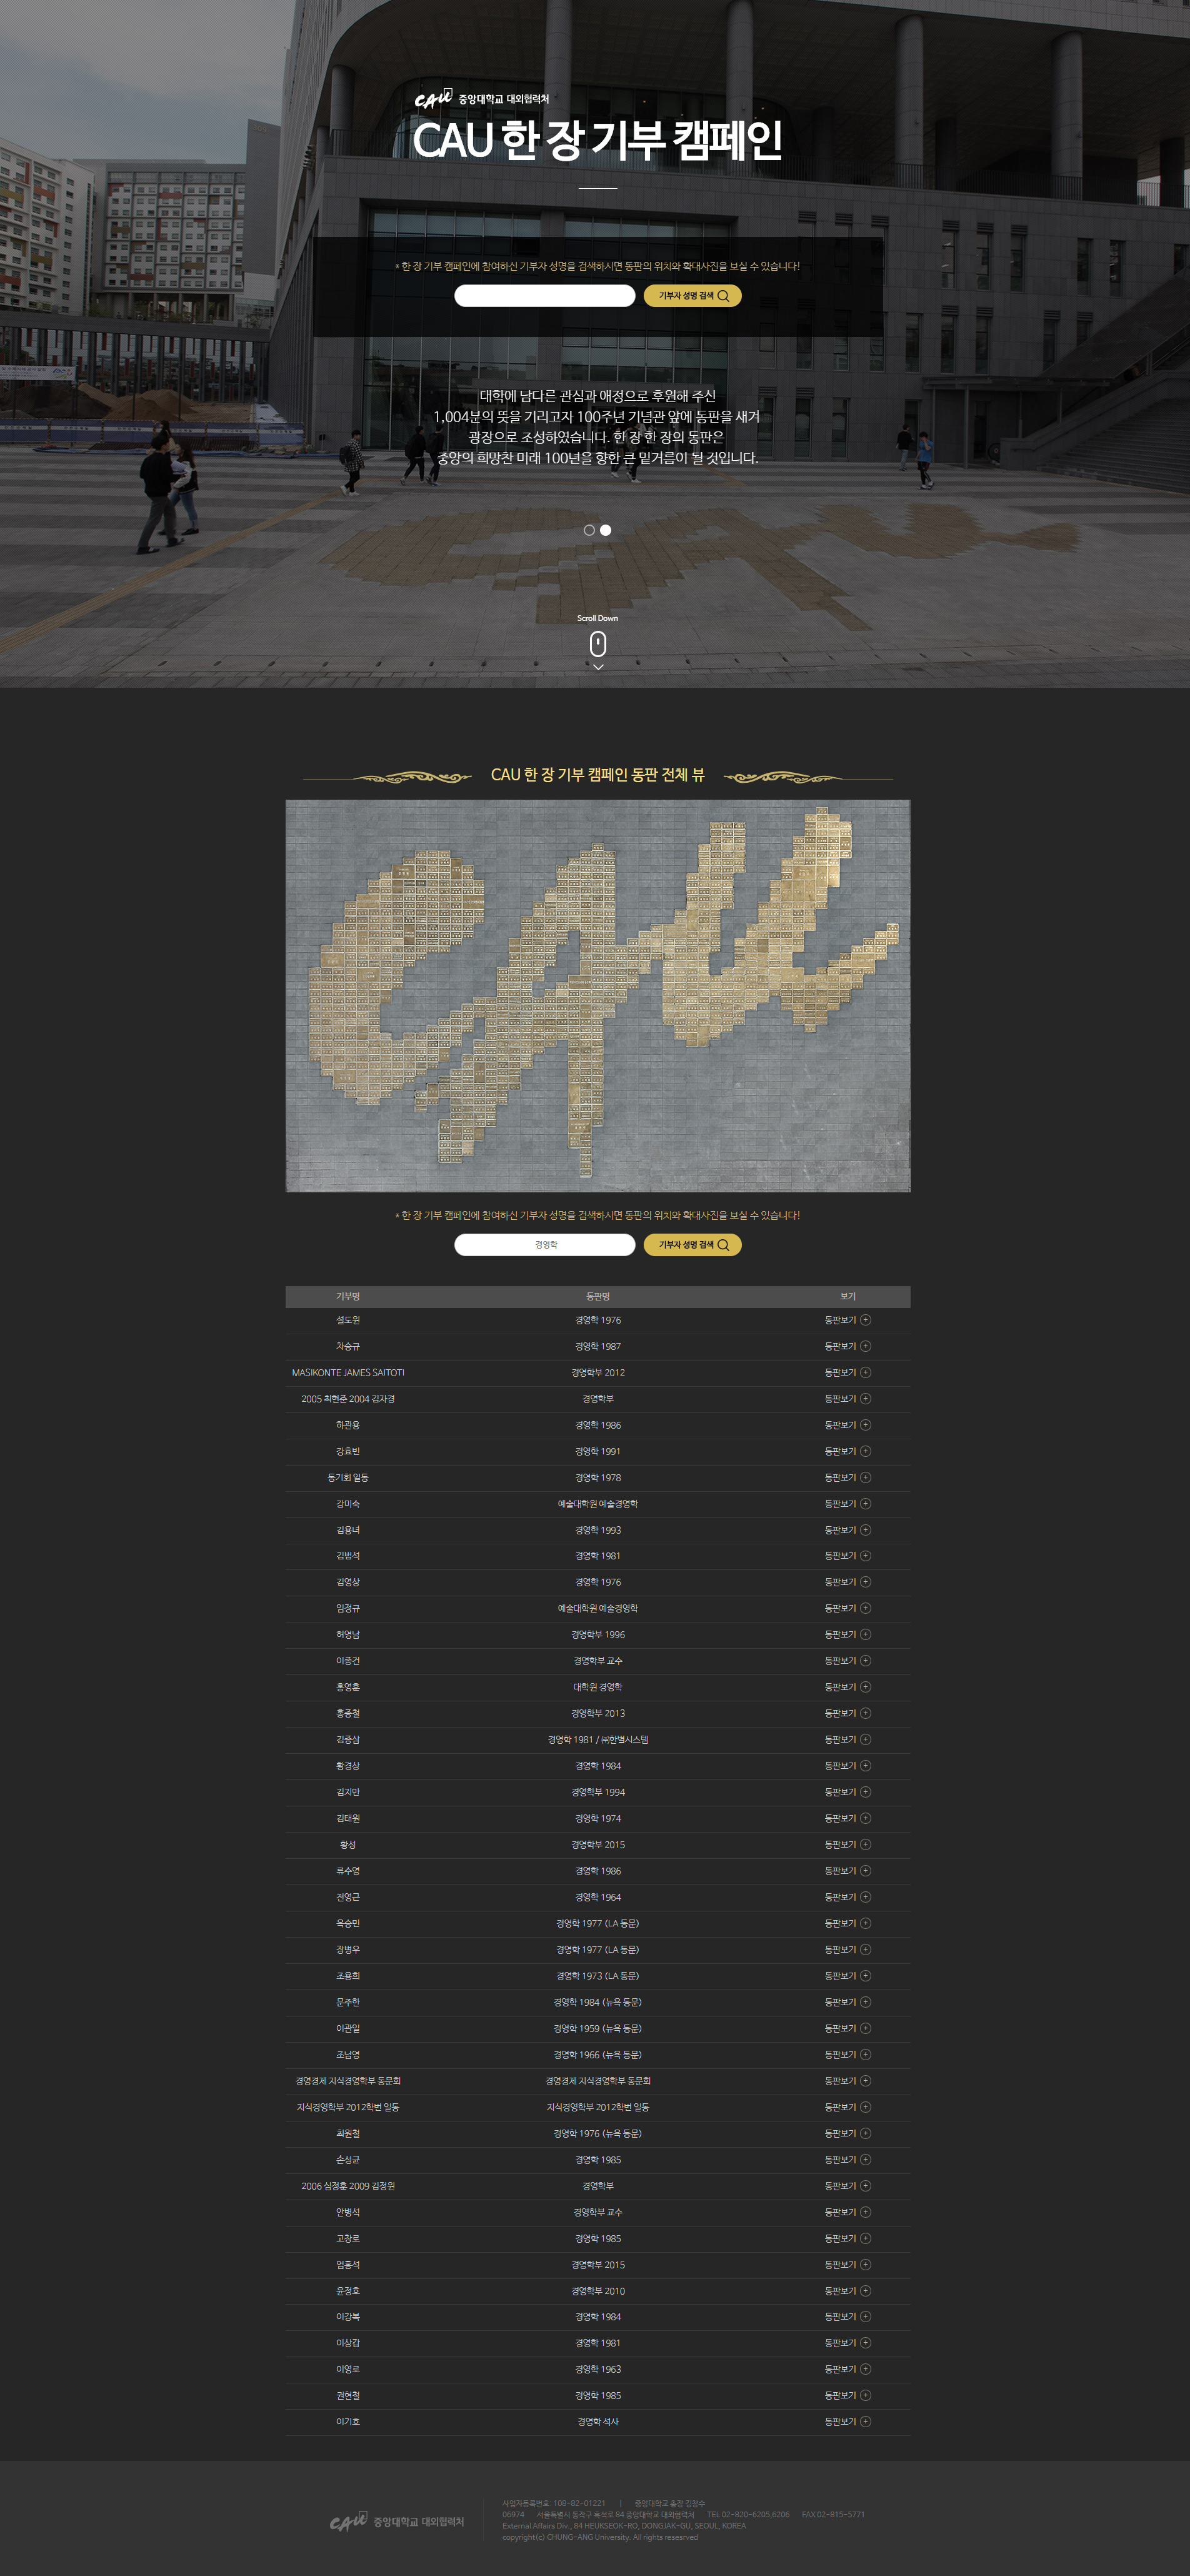 CAU 중앙대학교 대외협력처
CAU 한 장 기부 캠페인
* 한 장 기부 캠페인에 참여하신 기부자 성명을 검색하시면 동판의 위치와 확대사진을 보실 수 있습니다!
기부자 성명 검색
대학에 남다른 관심과 애정으로 후원해 주신
1,004분의 뜻을 기리고자 100주년 기념관 앞에 동판을 새겨
광장으로 조성하였습니다. 한 장 한 장의 동판은
중앙의 희망찬 미래 100년을 향한 큰 밑거름이 될 것입니다.
Scroll Down
CAU 한 장 기부 캠페인 동판 전체 뷰
* 한 장 기부 캠페인에 참여하신 기부자 성명을 검색하시면 동판의 위치와 확대사진을 보실 수 있습니다!
경영학 기부자 성명 검색
기부명 동판명 보기
설도원 경영학 1976 동판보기
차승규 경영학 1987 동판보기
MASIKONTE JAMES SAITOTI 경영학부 2012 동판보기
2005 최현준 2004 김자경 경영학부 동판보기
하관용 경영학 1986 동판보기
강효빈 경영학 1991 동판보기
동기회 일동 경영학 1978 동판보기
강미숙 예술대학원 예술경영학 동판보기
김용녀 경영학 1993 동판보기
김범석 경영학 1981 동판보기
김영상 경영학 1976 동판보기
임정규 예술대학원 예술경영학 동판보기
허영남 경영학부 1996 동판보기
이종건 경영학부 교수 동판보기
홍영훈 대학원 경영학 동판보기
홍종철 경영학부 2013 동판보기
김종삼 경영학 1981 / ㈜한밸시스템 동판보기
황경상 경영학 1984 동판보기
김지만 경영학부 1994 동판보기
김태원 경영학 1974 동판보기
황성 경영학부 2015 동판보기
류수영 경영학 1986 동판보기
전영근 경영학 1964 동판보기
옥승민 경영학 1977 (LA 동문) 동판보기
장병우 경영학 1977 (LA 동문) 동판보기
조용희 경영학 1973 (LA 동문) 동판보기
문주한 경영학 1984 (뉴욕 동문) 동판보기
이관일 경영학 1959 (뉴욕 동문) 동판보기
조남영 경영학 1966 (뉴욕 동문) 동판보기
경영경제 지식경영학부 동문회 경영경제 지식경영학부 동문회 동판보기
지식경영학부 2012학번 일동 지식경영학부 2012학번 일동 동판보기
최원철 경영학 1976 (뉴욕 동문) 동판보기
손성균 경영학 1985 동판보기
2006 심정훈 2009 김정원 경영학부 동판보기
안병석 경영학부 교수 동판보기
고창로 경영학 1985 동판보기
엄홍석 경영학부 2015 동판보기
윤정호 경영학부 2010 동판보기
이강복 경영학 1984 동판보기
이상갑 경영학 1981 동판보기
이영로 경영학 1963 동판보기
권현철 경영학 1985 동판보기
이기호 경영학 석사 동판보기
CAU 중앙대학교 대외협력처
사업자등록번호: 108-82-01221 | 중앙대학교 총장 김창수
06974 서울특별시 동작구 흑석로 84 중앙대학교 대외협력처 TEL 02-820-6205,6206 FAX 02-815-5771
External Affairs Div., 84 HEUKSEOK-RO, DONGJAK-GU, SEOUL, KOREA
copyright(c) CHUNG-ANG University. All rights researved